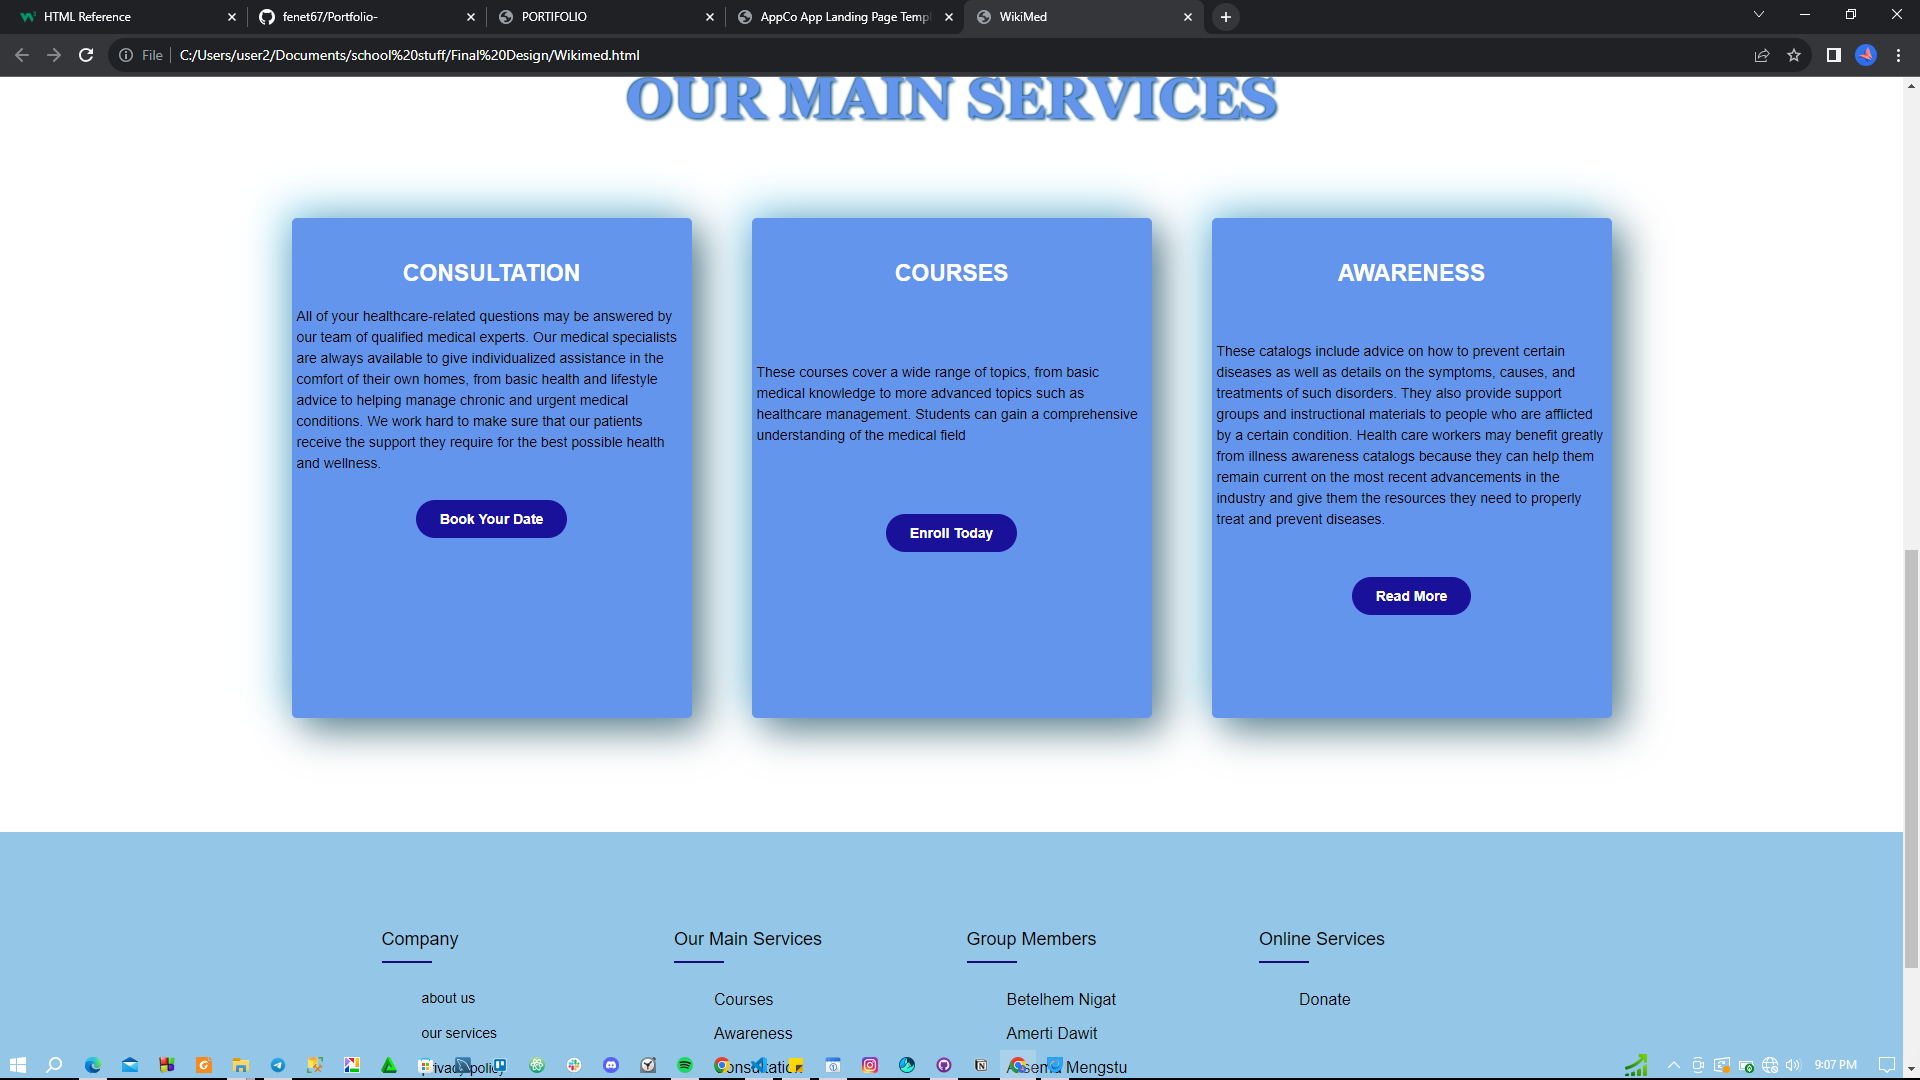 HTML Reference
fenet67/Portfolio-
PORTIFOLIO
AppCo App Landing Page Temp
WikiMed
File
C:/Users/user2/Documents/school%20stuff/Final%20Design/Wikimed.html
OUR MAIN SERVICES
CONSULTATION
All of your healthcare-related questions may be answered by
our team of qualified medical experts. Our medical specialists
are always available to give individualized assistance in the
comfort of their own homes, from basic health and lifestyle
advice to helping manage chronic and urgent medical
conditions. We work hard to make sure that our patients
receive the support they require for the best possible health
and wellness.
Book Your Date
COURSES
These courses cover a wide range of topics, from basic
medical knowledge to more advanced topics such as
healthcare management. Students can gain a comprehensive
understanding of the medical field
Enroll Today
AWARENESS
These catalogs include advice on how to prevent certain
diseases as well as details on the symptoms, causes, and
treatments of such disorders. They also provide support
groups and instructional materials to people who are afflicted
by a certain condition. Health care workers may benefit greatly
from illness awareness catalogs because they can help them
remain current on the most recent advancements in the
industry and give them the resources they need to properly
treat and prevent diseases.
Read More
Company
about us
our services
privacy policy
Our Main Services
Courses
Awareness
Consultation
Group Members
Betelhem Nigat
Amerti Dawit
Mengstu
Online Services
Donate
9:07 PM